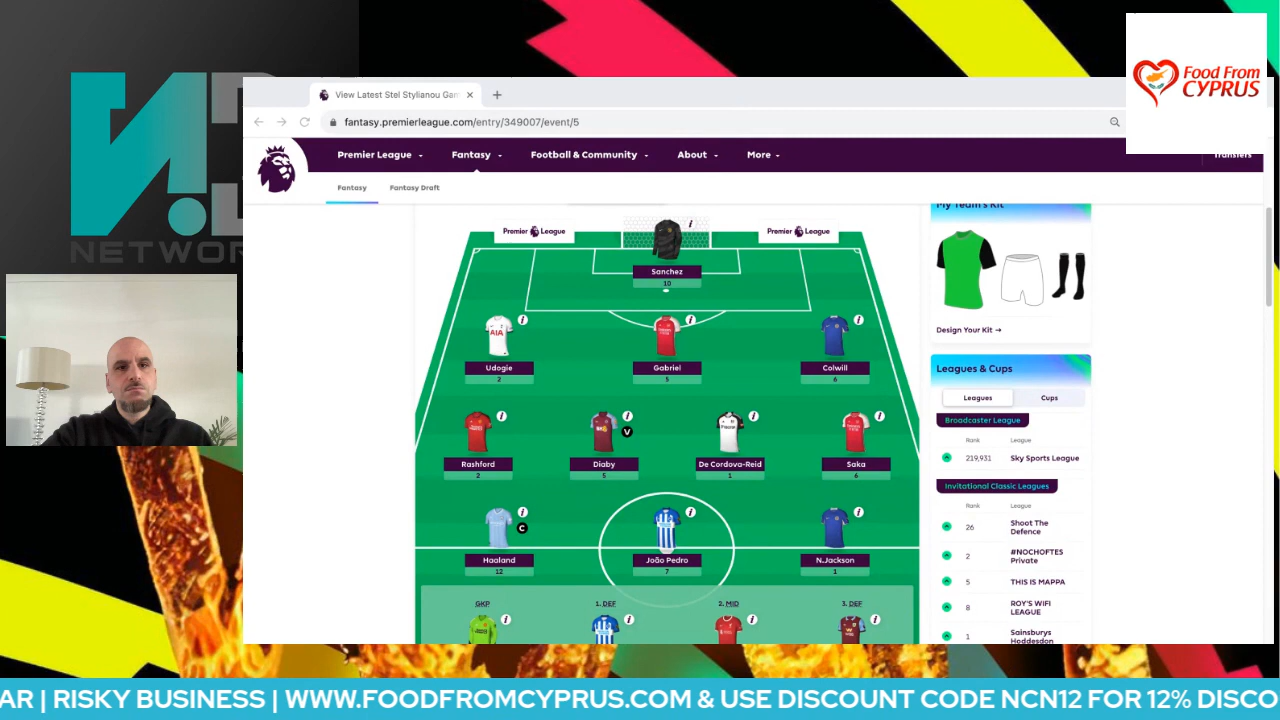 NETWOR
Food From
CYPRUS
View Latest Stel Stylianou Gam
fantasy.premierleague.com/entry/349007/event/5
Premier League Fantasy Football & Community About More Transfers
Fantasy Fantasy Draft
My Team's Kit
Premier League Premier League
Sanchez
10
Design Your Kit →
AIA
Udogie Gabriel Colwill
2 5 6
Leagues & Cups
Leagues Cups
Broadcaster League
Rank League
219,931 Sky Sports League
V
Rashford Diaby De Cordova-Reid Saka
2 5 1 6
Invitational Classic Leagues
Rank League
26 Shoot The
Defence
2 #NOCHOFTES
Private
5 THIS IS MAPPA
8 ROY'S WIFI
LEAGUE
1 Sainsburys
Hoddesdon
C
Haaland João Pedro N.Jackson
12 7 1
GKP 1. DEF 2. MID 3. DEF
AR | RISKY BUSINESS | WWW.FOODFROMCYPRUS.COM & USE DISCOUNT CODE NCN12 FOR 12% DISCO